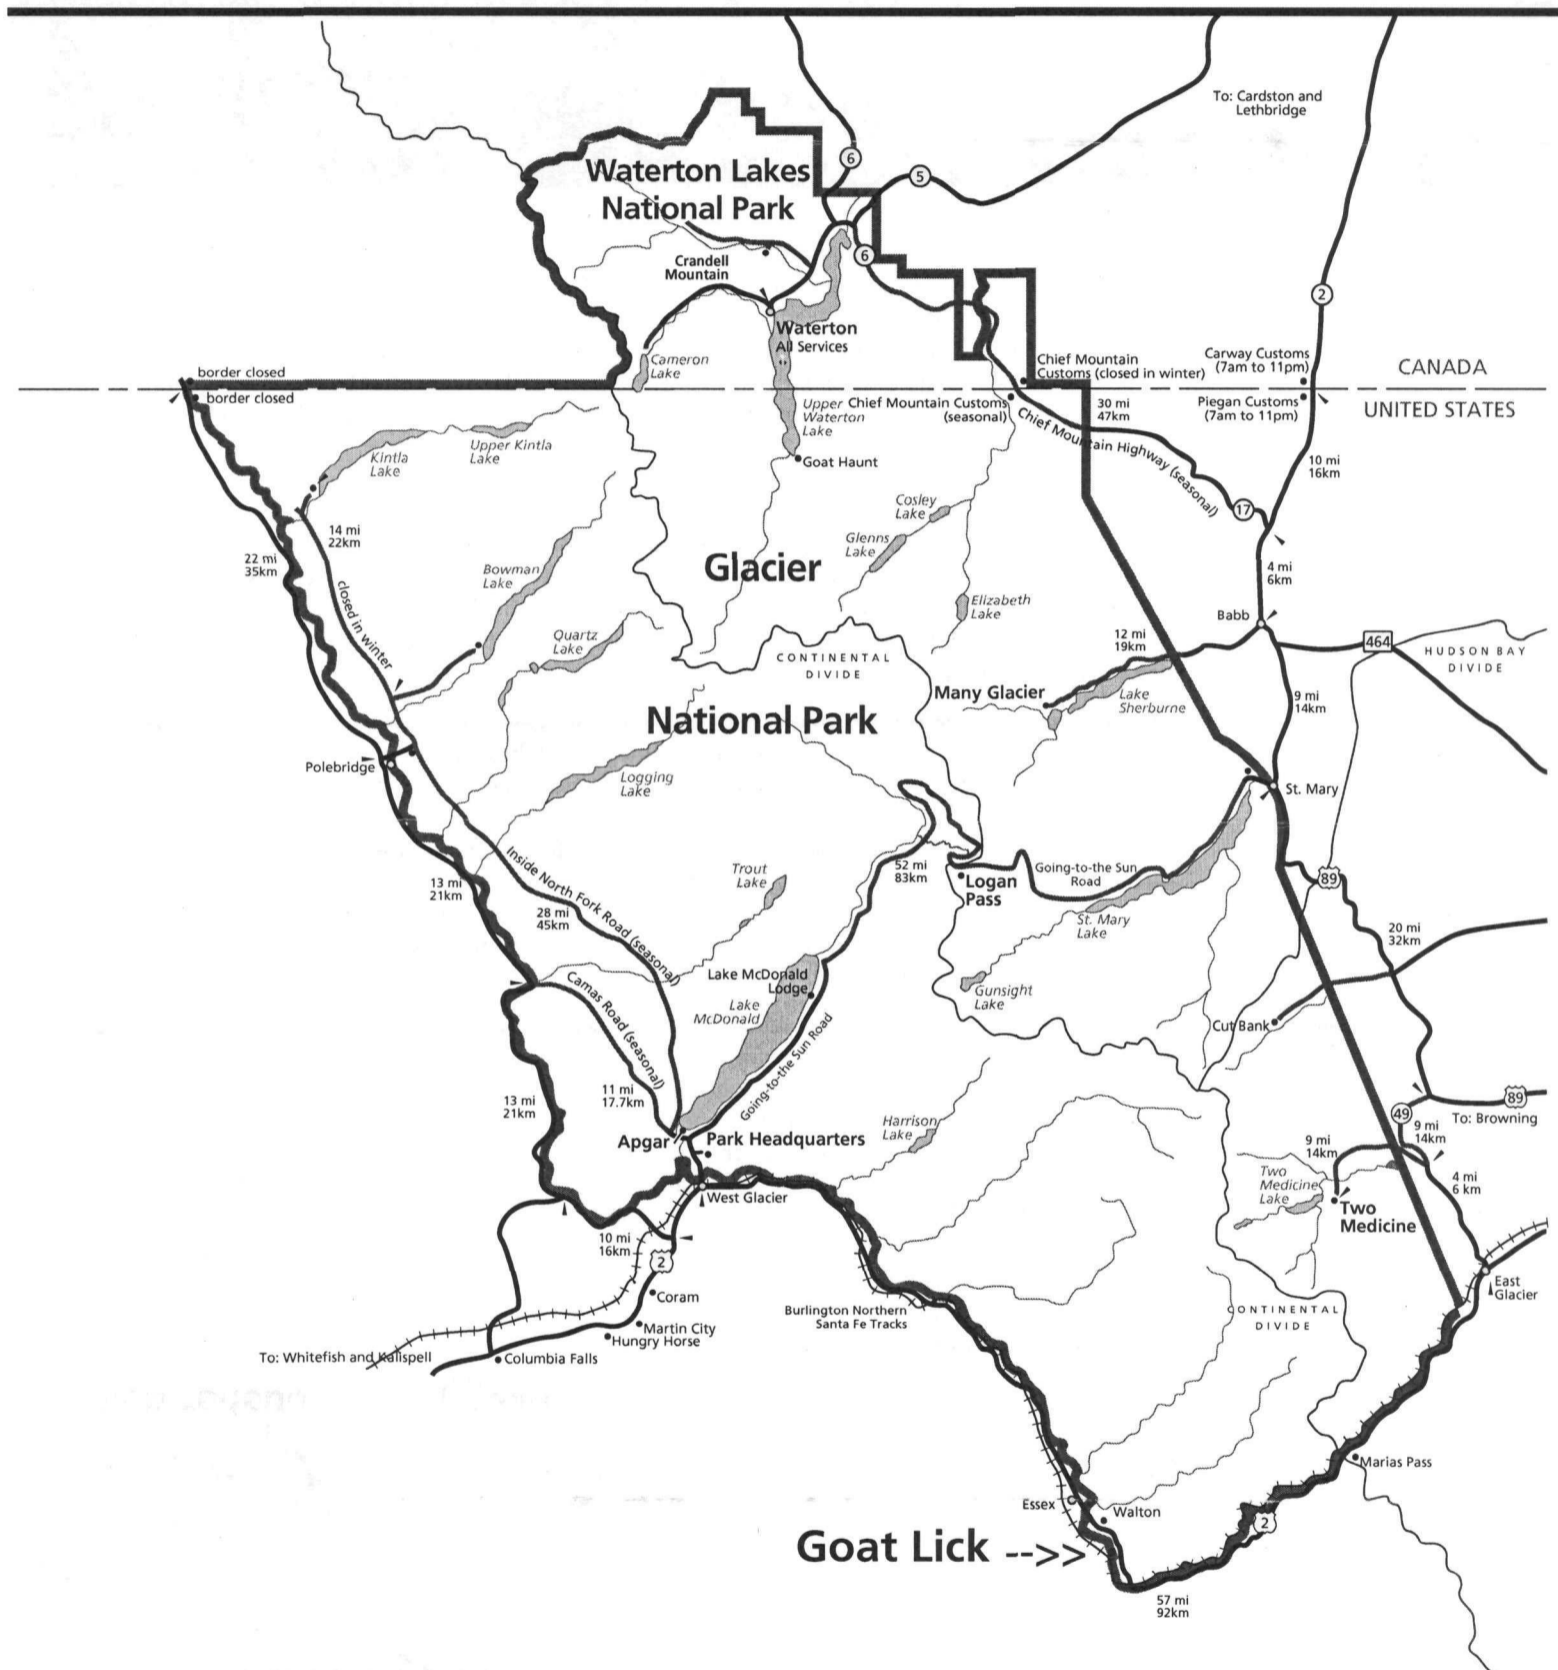 To: Cardston and
Lethbridge
6
Waterton Lakes
National Park
5
Crandell
Mountain
6
2
Waterton
All Services
Cameron
Lake
Chief Mountain
Customs (closed in winter)
Carway Customs
(7am to 11pm)
CANADA
border closed
border closed
Upper
Waterton
Lake
Chief Mountain Customs
(seasonal)
30 mi
47km
Piegan Customs
(7am to 11pm)
UNITED STATES
Chief Mountain Highway (seasonal)
Kintla
Lake
Upper Kintla
Lake
Goat Haunt
10 mi
16km
17
Cosley
Lake
Glenns
Lake
14 mi
22km
22 mi
35km
closed in winter
Bowman
Lake
Glacier
4 mi
6km
Elizabeth
Lake
Babb
Quartz
Lake
12 mi
19km
464
HUDSON BAY
DIVIDE
CONTINENTAL
DIVIDE
Many Glacier
Lake
Sherburne
9 mi
14km
National Park
Polebridge
Logging
Lake
St. Mary
Inside North Fork Road (seasonal)
52 mi
83km
Trout
Lake
Going-to-the Sun
Road
Logan
Pass
89
13 mi
21km
28 mi
45km
St. Mary
Lake
20 mi
32km
Camas Road (seasonal)
Lake McDonald
Lodge
Lake
McDonald
Gunsight
Lake
Cut Bank
Going-to-the Sun Road
13 mi
21km
11 mi
17.7km
89
To: Browning
49
9 mi
14km
9 mi
14km
Harrison
Lake
Apgar
Park Headquarters
Two
Medicine
Lake
4 mi
6 km
West Glacier
Two
Medicine
10 mi
16km
2
East
Glacier
Coram
Burlington Northern
Santa Fe Tracks
CONTINENTAL
DIVIDE
Martin City
Hungry Horse
To: Whitefish and Kalispell
Columbia Falls
Marias Pass
Essex
Walton
2
Goat Lick -->>
57 mi
92km